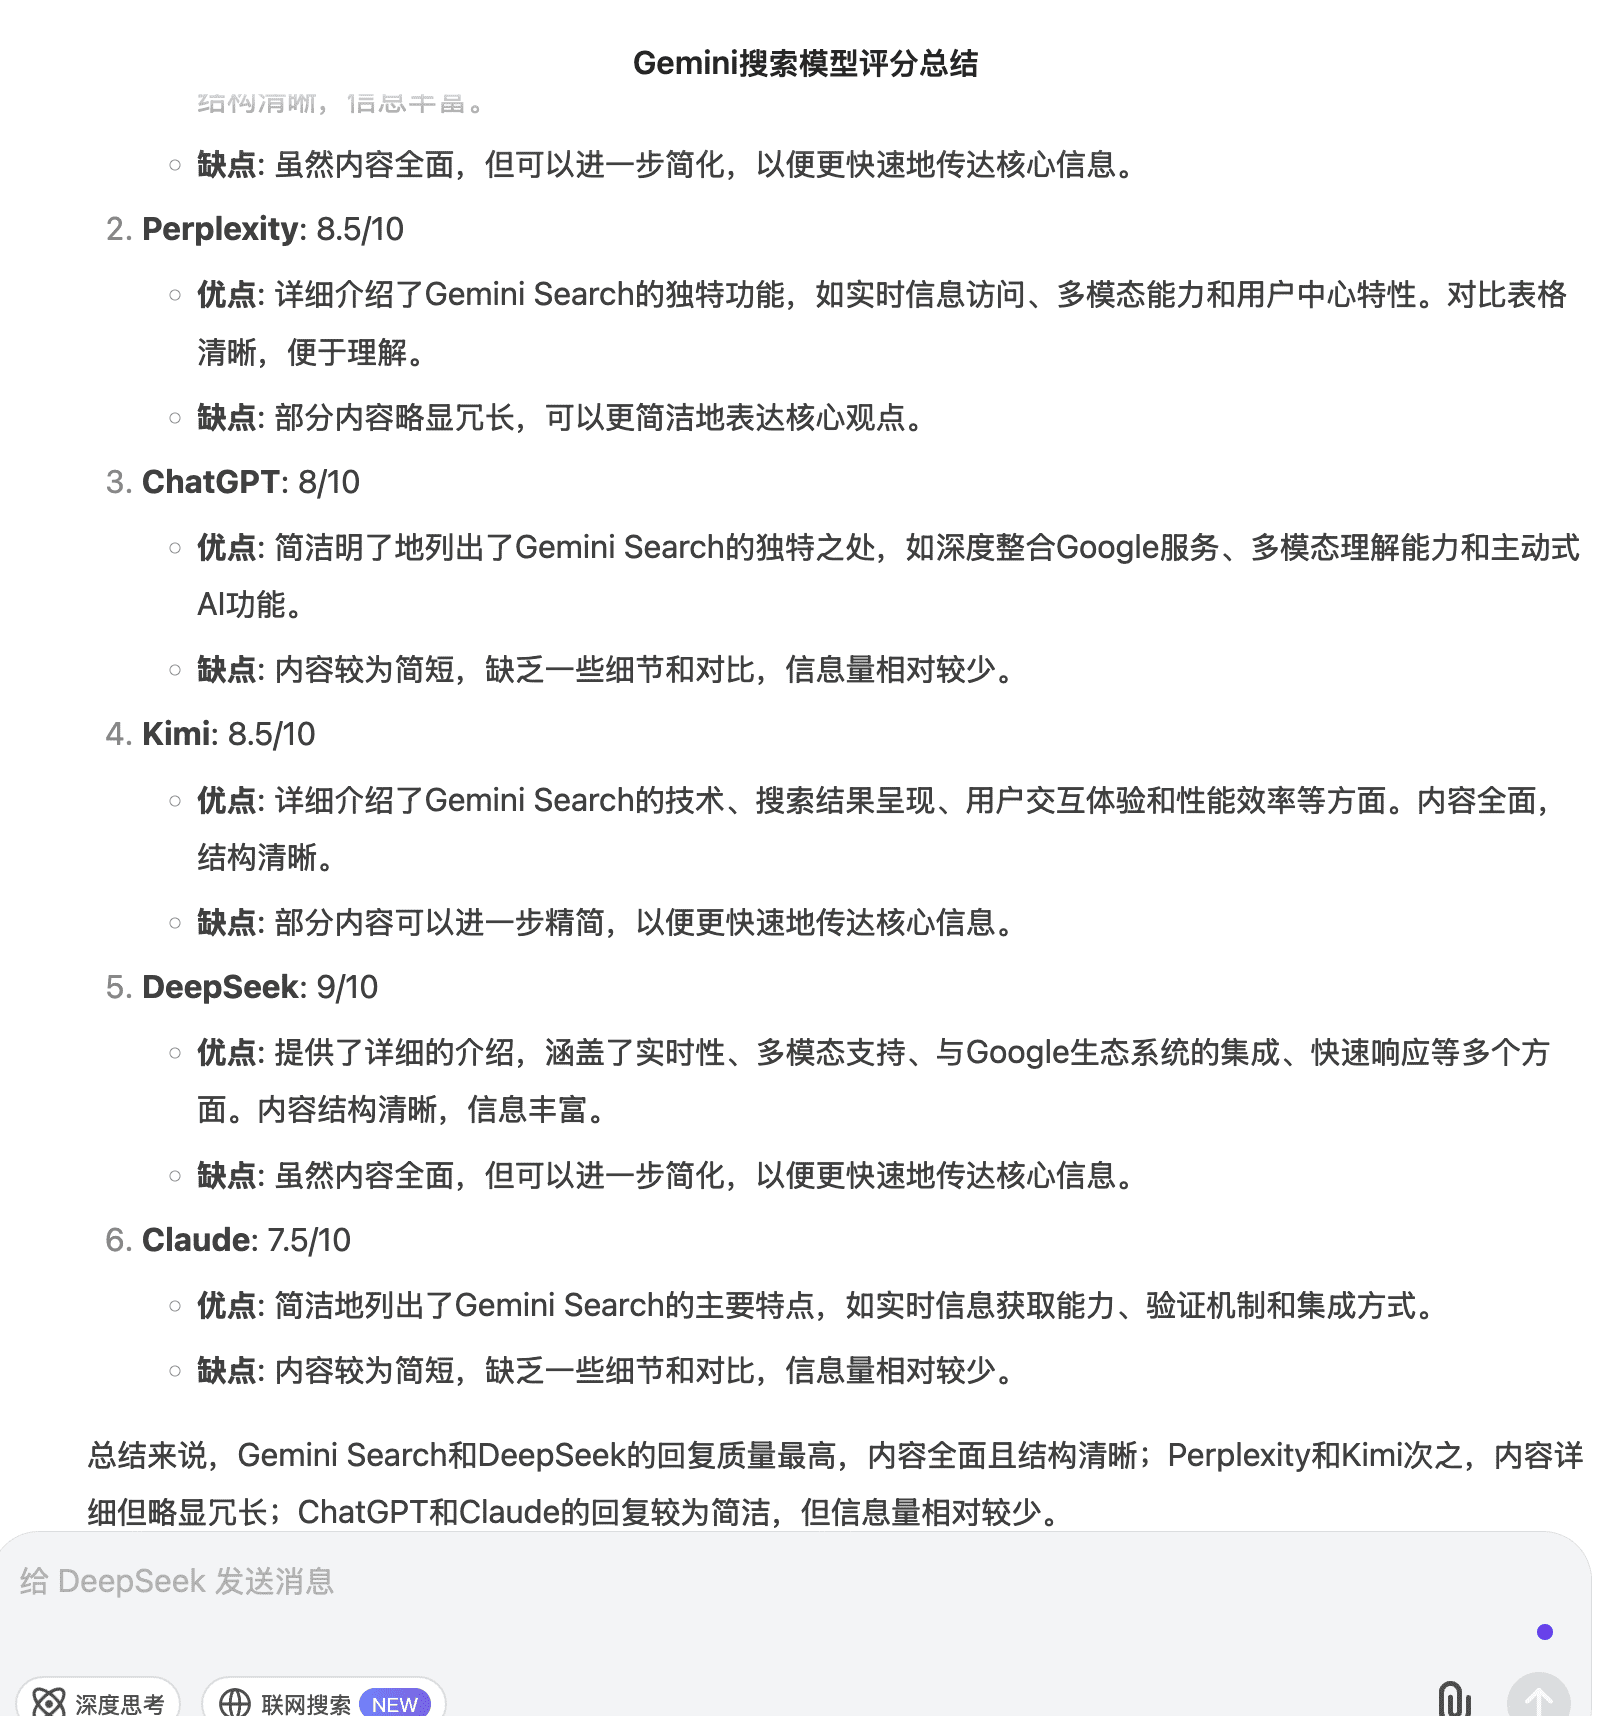 Gemini搜索模型评分总结
结构清晰，信息丰富。
缺点: 虽然内容全面，但可以进一步简化，以便更快速地传达核心信息。
2. Perplexity: 8.5/10
优点: 详细介绍了Gemini Search的独特功能，如实时信息访问、多模态能力和用户中心特性。对比表格
清晰，便于理解。
缺点: 部分内容略显冗长，可以更简洁地表达核心观点。
3. ChatGPT: 8/10
优点: 简洁明了地列出了Gemini Search的独特之处，如深度整合Google服务、多模态理解能力和主动式
AI功能。
缺点: 内容较为简短，缺乏一些细节和对比，信息量相对较少。
4. Kimi: 8.5/10
优点: 详细介绍了Gemini Search的技术、搜索结果呈现、用户交互体验和性能效率等方面。内容全面，
结构清晰。
缺点: 部分内容可以进一步精简，以便更快速地传达核心信息。
5. DeepSeek: 9/10
优点: 提供了详细的介绍，涵盖了实时性、多模态支持、与Google生态系统的集成、快速响应等多个方
面。内容结构清晰，信息丰富。
缺点: 虽然内容全面，但可以进一步简化，以便更快速地传达核心信息。
6. Claude: 7.5/10
优点: 简洁地列出了Gemini Search的主要特点，如实时信息获取能力、验证机制和集成方式。
缺点: 内容较为简短，缺乏一些细节和对比，信息量相对较少。
总结来说，Gemini Search和DeepSeek的回复质量最高，内容全面且结构清晰；Perplexity和Kimi次之，内容详
细但略显冗长；ChatGPT和Claude的回复较为简洁，但信息量相对较少。
给 DeepSeek 发送消息
深度思考 联网搜索 NEW